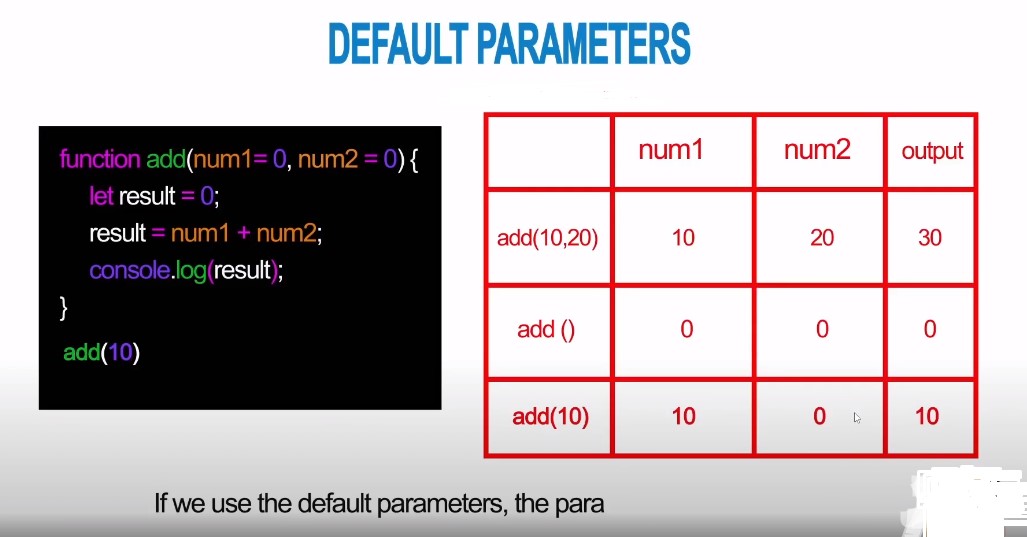 DEFAULT PARAMETERS
function add(num1= 0, num2 = 0) {
let result = 0;
result = num1 + num2;
console.log(result);
}
add(10)
num1 num2 output
add(10,20) 10 20 30
add () 0 0 0
add(10) 10 0 10
If we use the default parameters, the para